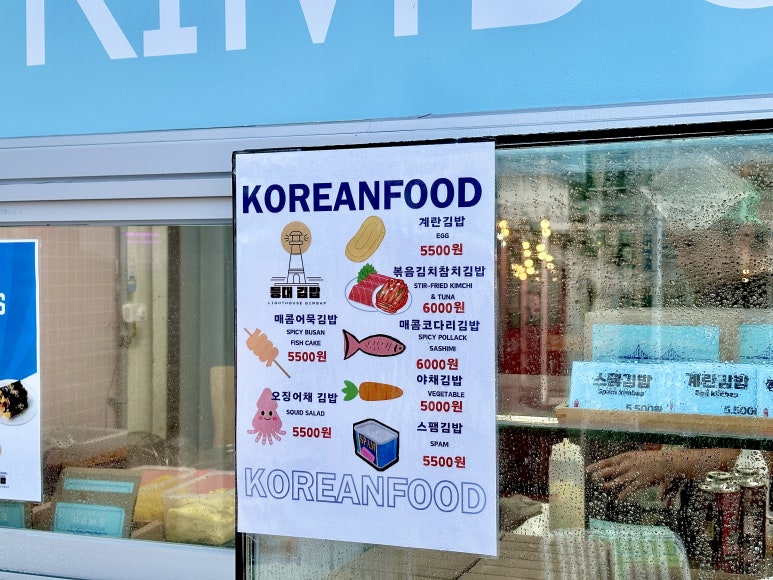 KOREANFOOD
등대 김밥
LIGHTHOUSE GIMBAP
계란김밥
EGG
5500원
볶음김치참치김밥
STIR-FRIED KIMCHI
& TUNA
6000원
매콤어묵김밥
SPICY BUSAN
FISH CAKE
5500원
매콤코다리김밥
SPICY POLLACK
SASHIMI
6000원
오징어채 김밥
SQUID SALAD
5500원
야채김밥
VEGETABLE
5000원
스팸김밥
SPAM
5500원
KOREANFOOD
스팸김밥
Spam kimbap
5,500원
계란김밥
Egg kimbap
5,500원